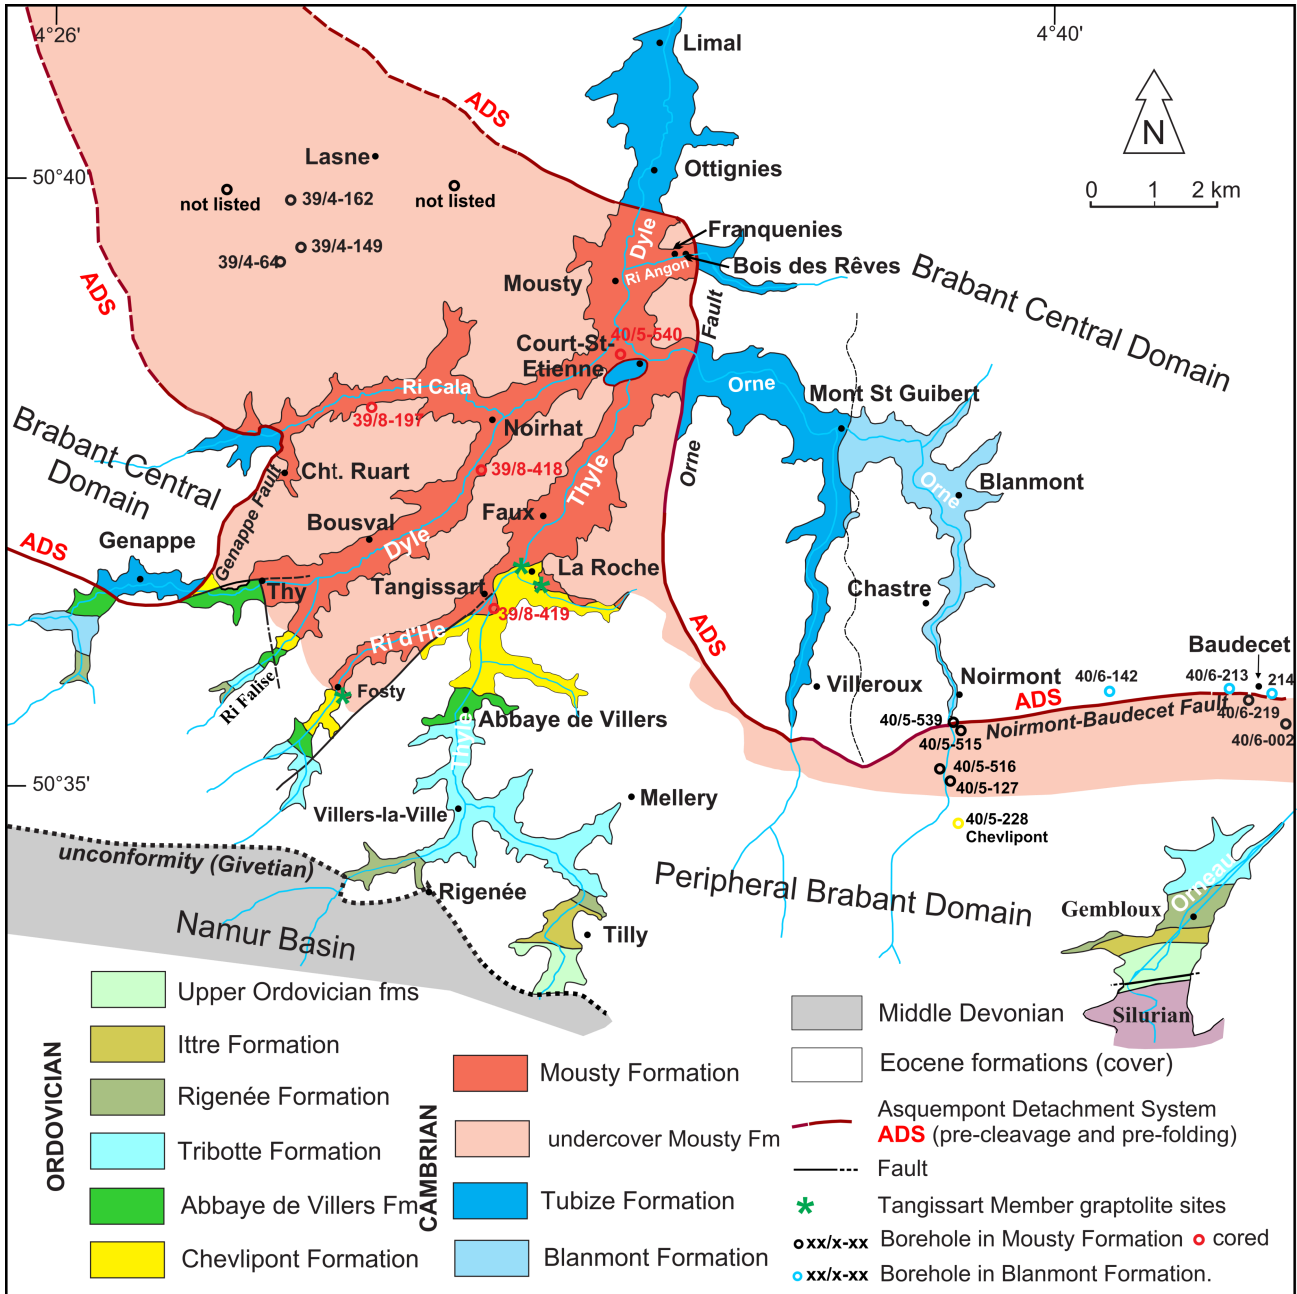 4°26'
4°40'
Limal
ADS
N
Lasne
50°40'
Ottignies
0 1 2 km
not listed
39/4-162
not listed
Dyle
Franquenies
39/4-149
39/4-64
Ri Angon
Bois des Rêves
Brabant Central Domain
ADS
Mousty
Fault
40/5-540
Court-St-
Etienne
Ri Cala
Orne
Mont St Guibert
39/8-197
Noirhat
Brabant Central
Domain
Cht. Ruart
39/8-418
Thyle
Orne
Orne
Blanmont
Genappe Fault
Bousval
Faux
ADS
Genappe
Dyle
La Roche
Thy
Tangissart
Chastre
39/8-419
ADS
Ri d'He
Baudecet
Ri Falise
Fosty
Villeroux
Noirmont
40/6-142
40/6-213
214
ADS
Abbaye de Villers
40/5-539
Noirmont-Baudecet Fault
40/6-219
Thyle
40/5-515
40/6-002
40/5-516
50°35'
40/5-127
Mellery
Villers-la-Ville
40/5-228
Chevlipont
unconformity (Givetian)
Peripheral Brabant Domain
Orneau
Rigenée
Gembloux
Namur Basin
Tilly
Silurian
ORDOVICIAN
Upper Ordovician fms
Ittre Formation
Rigenée Formation
Tribotte Formation
Abbaye de Villers Fm
Chevlipont Formation
CAMBRIAN
Mousty Formation
undercover Mousty Fm
Tubize Formation
Blanmont Formation
Middle Devonian
Eocene formations (cover)
Asquempont Detachment System
ADS (pre-cleavage and pre-folding)
Fault
* Tangissart Member graptolite sites
xx/x-xx Borehole in Mousty Formation cored
xx/x-xx Borehole in Blanmont Formation.